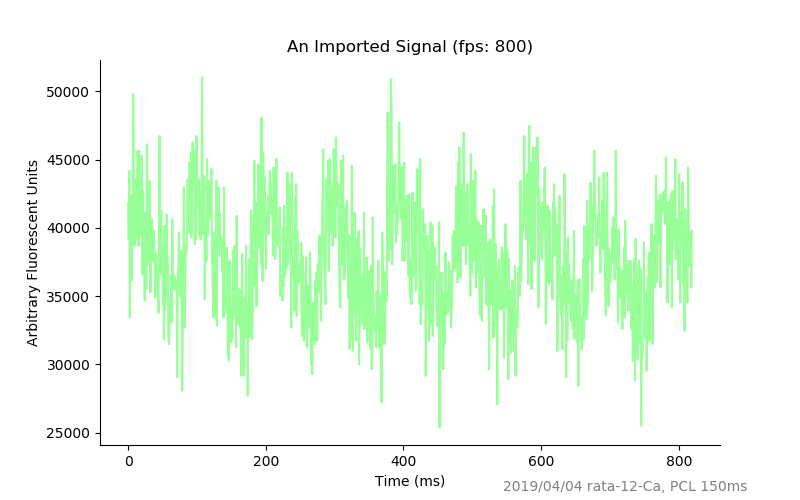 An Imported Signal (fps: 800)
50000
45000
40000
35000
30000
25000
Arbitrary Fluorescent Units
0 200 400 600 800
Time (ms)
2019/04/04 rata-12-Ca, PCL 150ms